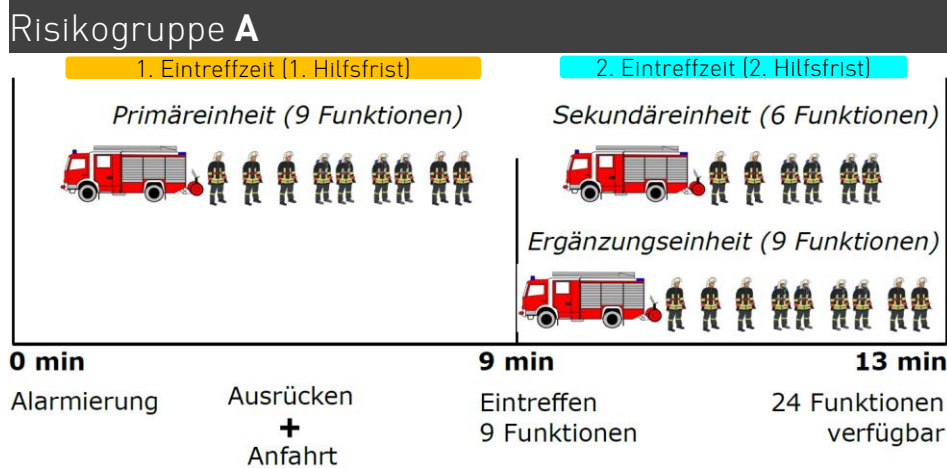 Risikogruppe A
1. Eintreffzeit (1. Hilfsfrist)
2. Eintreffzeit (2. Hilfsfrist)
Primäreinheit (9 Funktionen)
Sekundäreinheit (6 Funktionen)
Ergänzungseinheit (9 Funktionen)
0 min
9 min
13 min
Alarmierung
Ausrücken
+
Anfahrt
Eintreffen
9 Funktionen
24 Funktionen
verfügbar